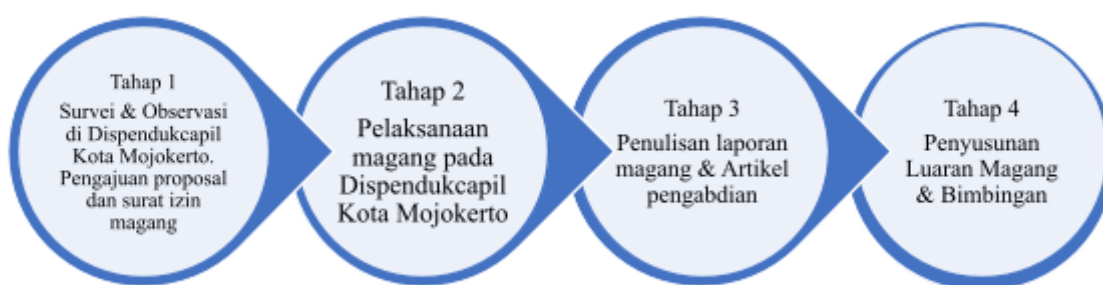 Tahap 1
Survei & Observasi
di Dispendukcapil
Kota Mojokerto.
Pengajuan proposal
dan surat izin
magang
Tahap 2
Pelaksanaan
magang pada
Dispendukcapil
Kota Mojokerto
Tahap 3
Penulisan laporan
magang & Artikel
pengabdian
Tahap 4
Penyusunan
Luaran Magang
& Bimbingan